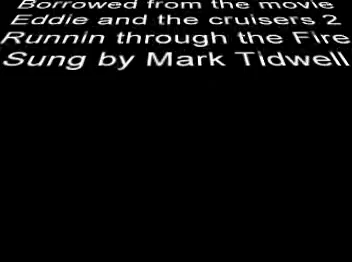 Borrowed from the movie
Eddie and the cruisers 2
Runnin through the Fire
Sung by Mark Tidwell